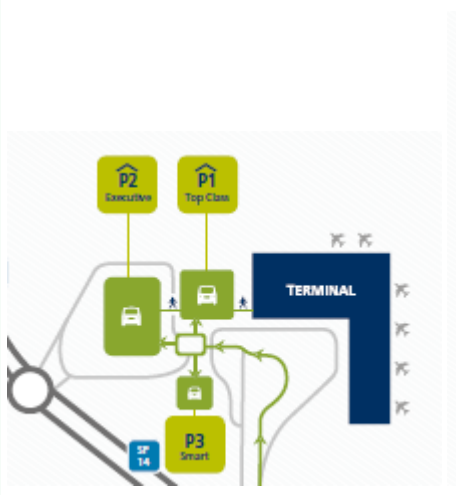 P2
Executive
P1
Top Class
TERMINAL
P3
Smart
SP
14